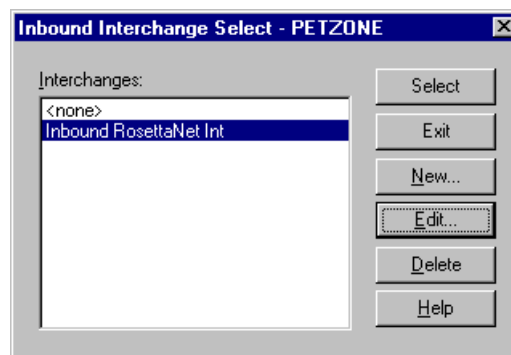 Inbound Interchange Select - PETZONE
Interchanges:
<none>
Inbound RosettaNet Int
Select
Exit
New...
Edit...
Delete
Help